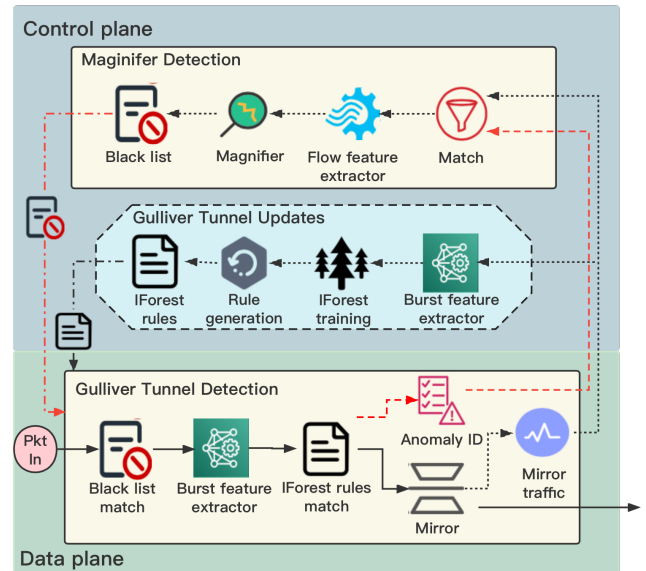 Control plane
Maginifer Detection
Black list
Magnifier
Flow feature
extractor
Match
Gulliver Tunnel Updates
IForest
rules
Rule
generation
IForest
training
Burst feature
extractor
Gulliver Tunnel Detection
Pkt
In
Black list
match
Burst feature
extractor
IForest rules
match
Anomaly ID
Mirror
Mirror
traffic
Data plane